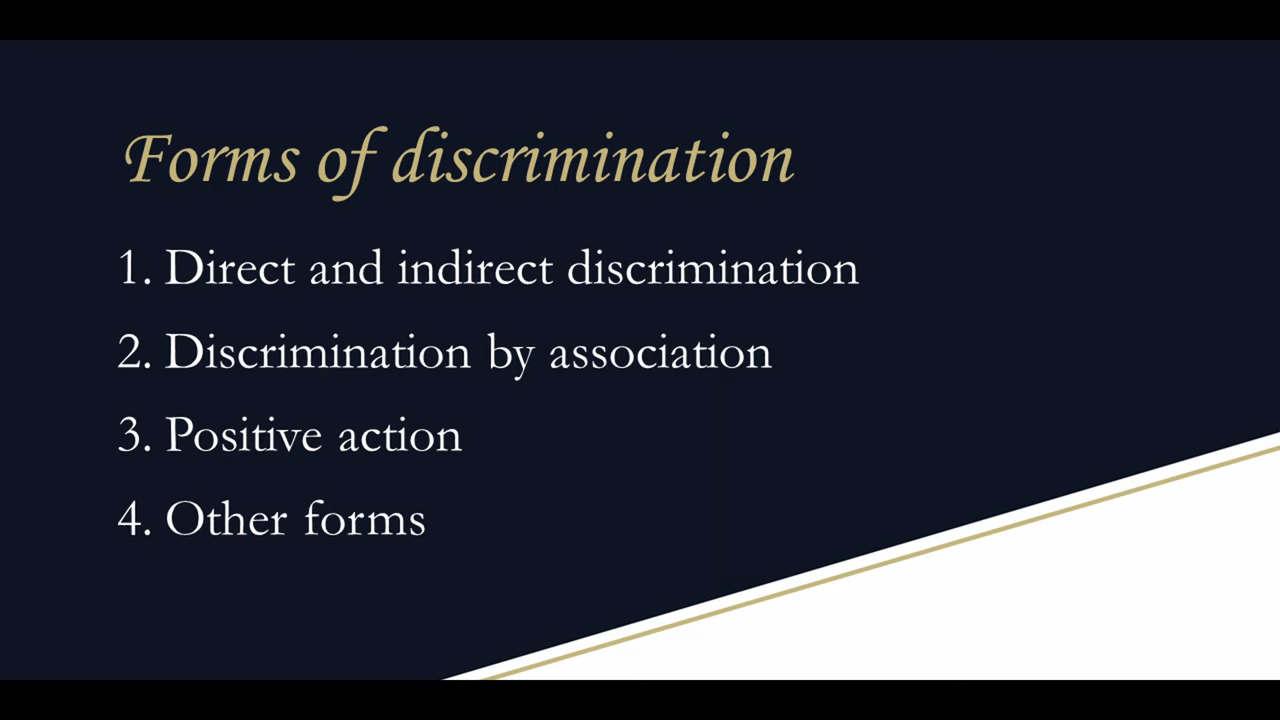 Forms of discrimination
1. Direct and indirect discrimination
2. Discrimination by association
3. Positive action
4. Other forms